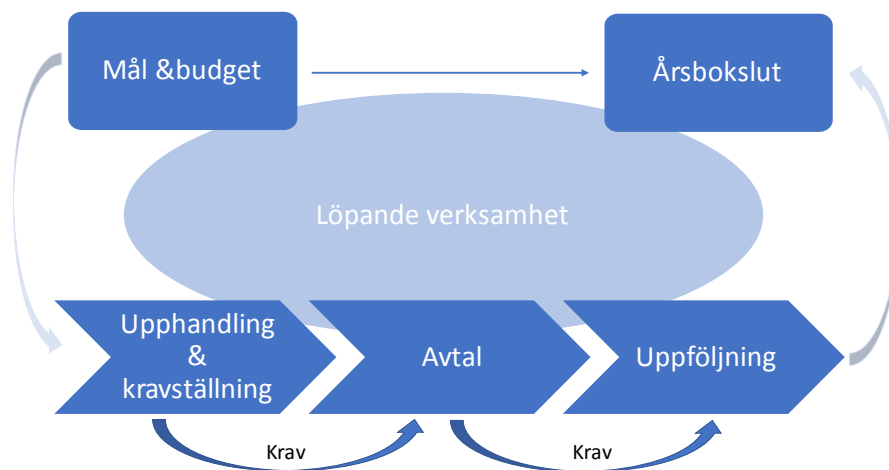 Mål &budget
Årsbokslut
Löpande verksamhet
Upphandling
&
kravställning
Avtal
Uppföljning
Krav
Krav